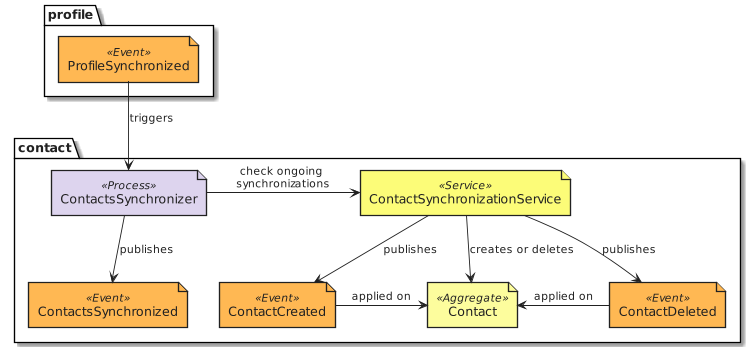 profile
«Event»
ProfileSynchronized
triggers
contact
«Process»
ContactsSynchronizer
check ongoing
synchronizations
«Service»
ContactSynchronizationService
publishes
publishes
creates or deletes
publishes
«Event»
ContactsSynchronized
«Event»
ContactCreated
applied on
«Aggregate»
Contact
applied on
«Event»
ContactDeleted